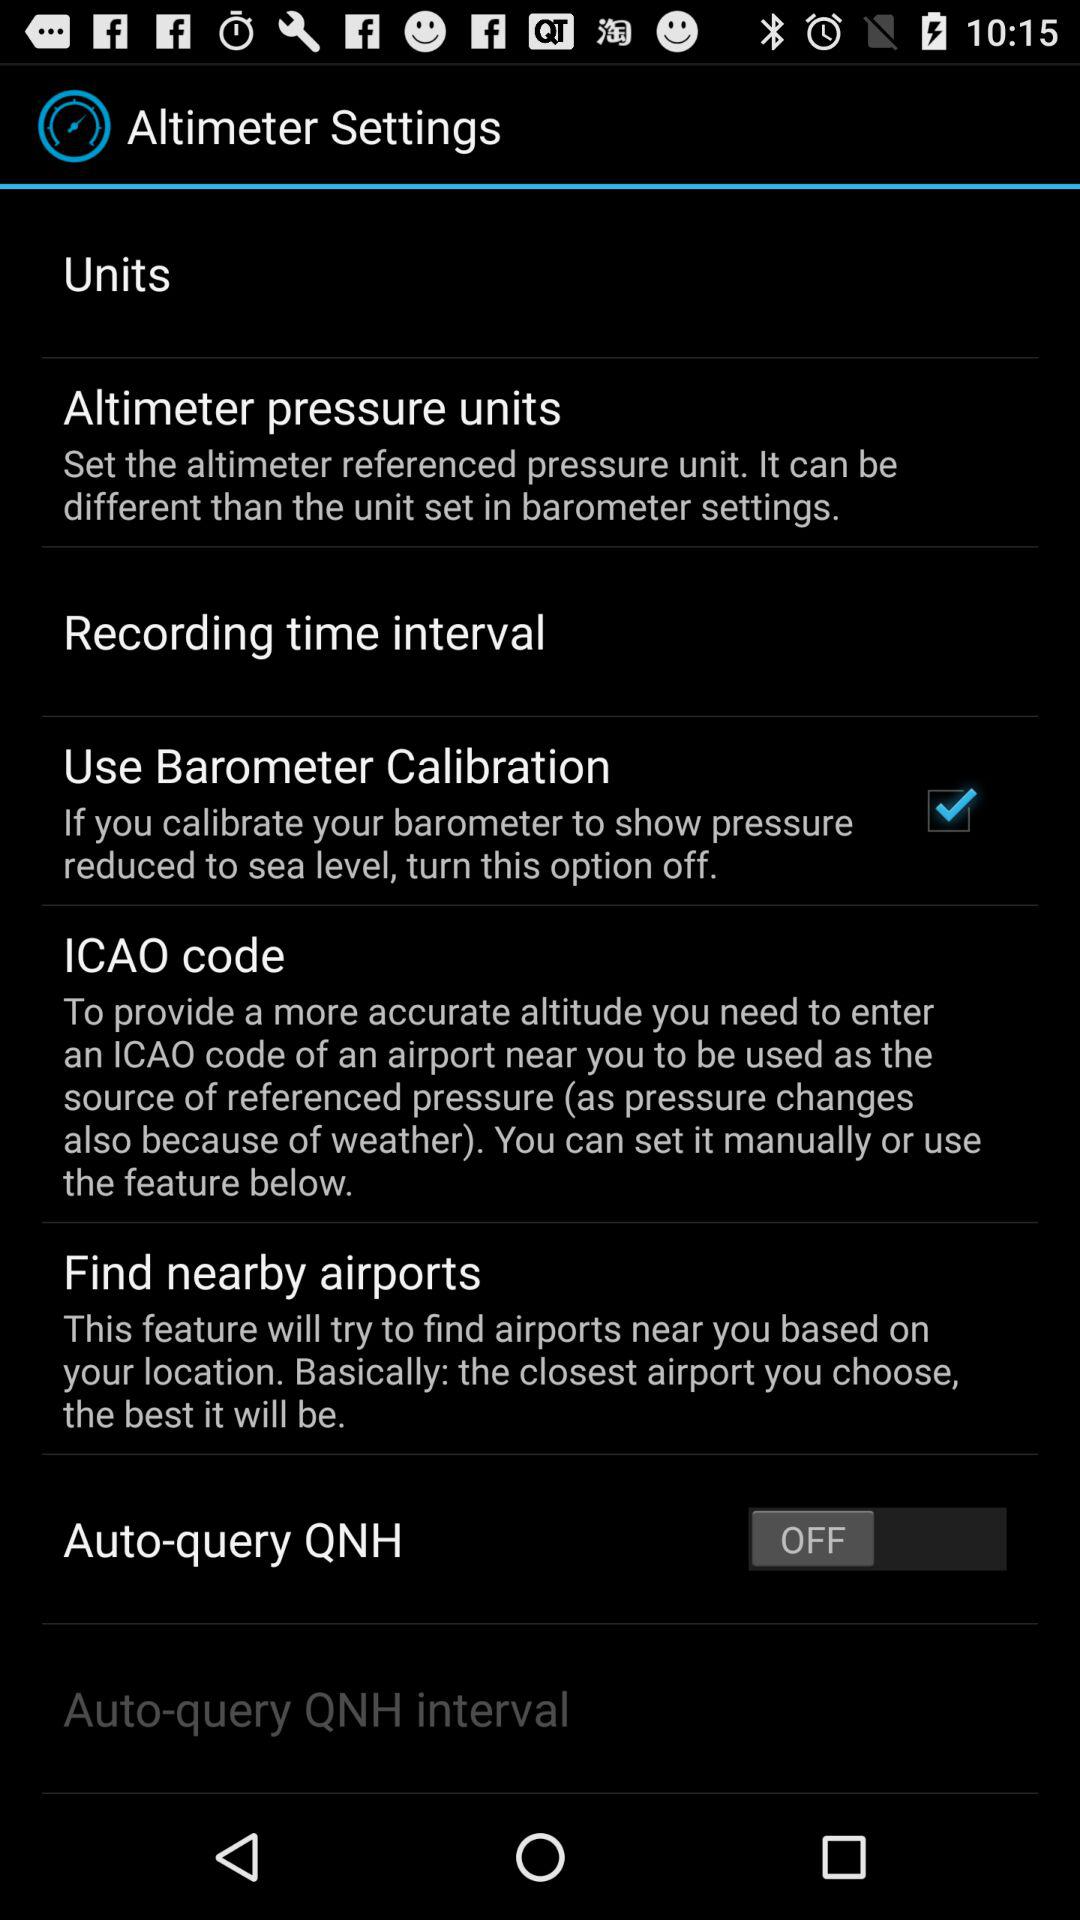 QT 淘 10:15
Altimeter Settings
Units
Altimeter pressure units
Set the altimeter referenced pressure unit. It can be
different than the unit set in barometer settings.
Recording time interval
Use Barometer Calibration
If you calibrate your barometer to show pressure
reduced to sea level, turn this option off.
ICAO code
To provide a more accurate altitude you need to enter
an ICAO code of an airport near you to be used as the
source of referenced pressure (as pressure changes
also because of weather). You can set it manually or use
the feature below.
Find nearby airports
This feature will try to find airports near you based on
your location. Basically: the closest airport you choose,
the best it will be.
Auto-query QNH OFF
Auto-query QNH interval